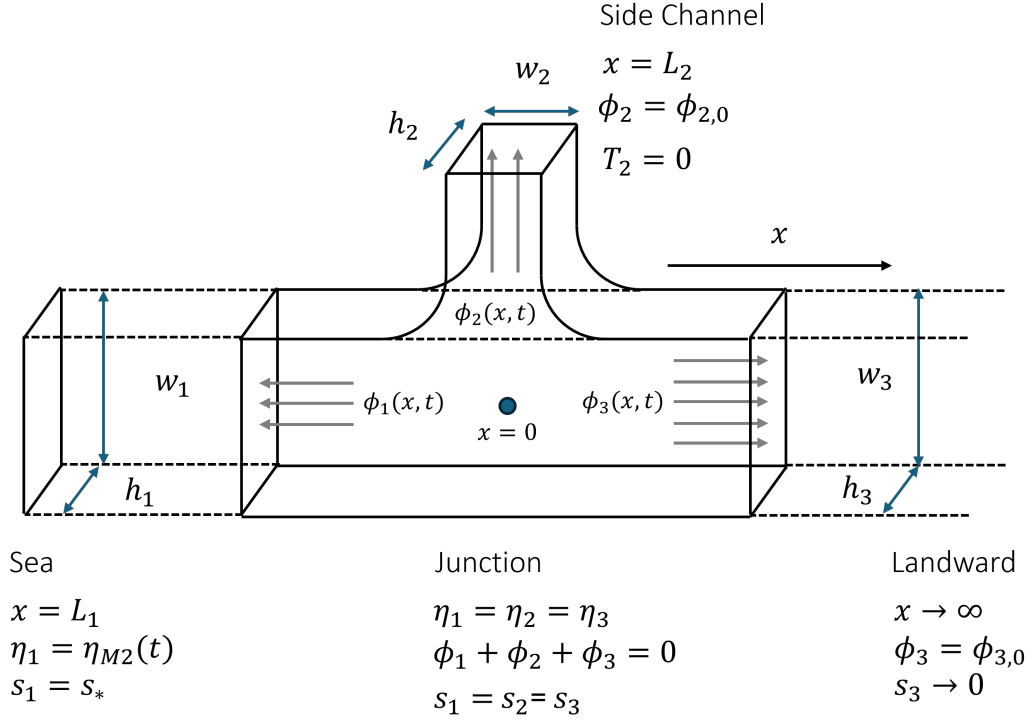 Side Channel
x = L₂
ϕ₂ = ϕ₂,₀
T₂ = 0
w₂
h₂
x
ϕ₂(x, t)
w₁
ϕ₁(x, t)
x = 0
ϕ₃(x, t)
w₃
h₁
h₃
Sea
x = L₁
η₁ = η_{M2}(t)
s₁ = s_*
Junction
η₁ = η₂ = η₃
ϕ₁ + ϕ₂ + ϕ₃ = 0
s₁ = s₂= s₃
Landward
x → ∞
ϕ₃ = ϕ₃,₀
s₃ → 0